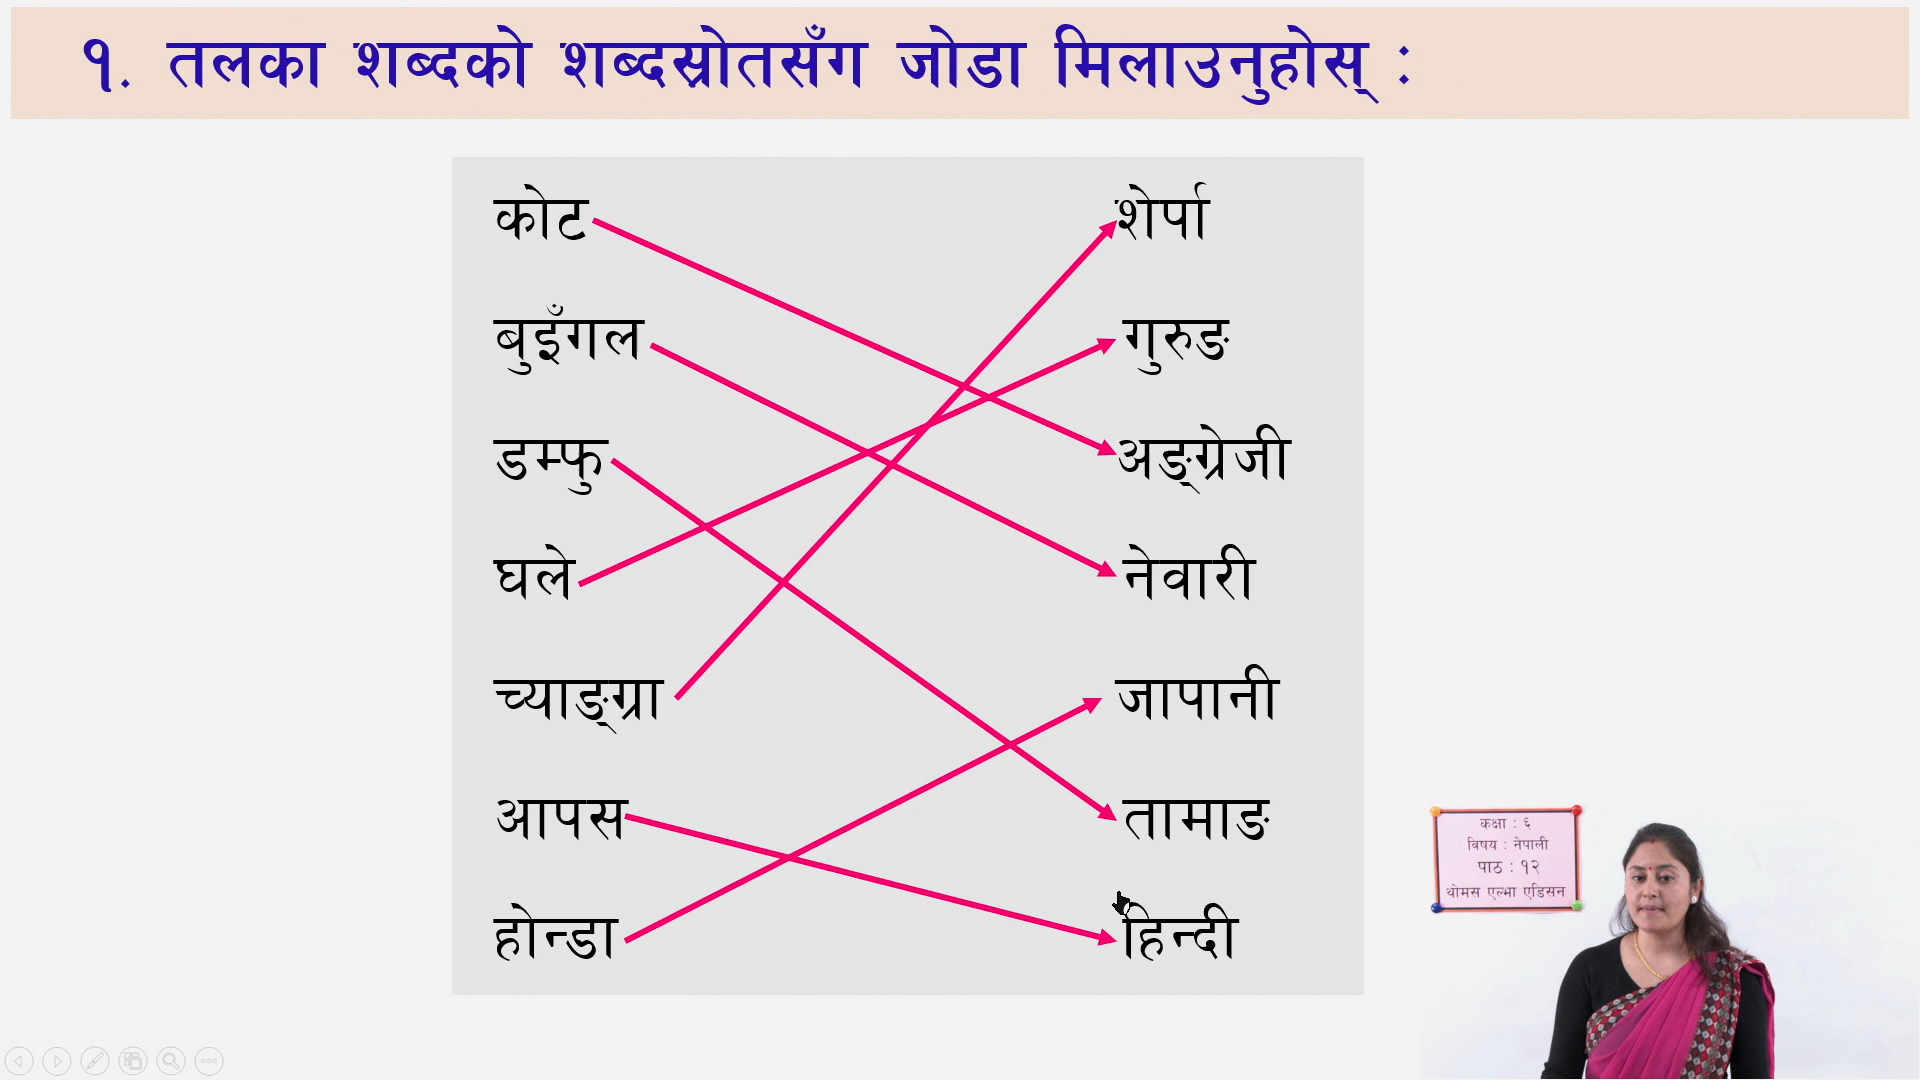 १. तलका शब्दको शब्दस्रोतसँग जोडा मिलाउनुहोस् :
कोट शेर्पा
बुइँगल गुरुङ
डम्फु अङ्ग्रेजी
घले नेवारी
च्याङ्ग्रा जापानी
आपस तामाङ
होन्डा हिन्दी
कक्षा : ६
विषय : नेपाली
पाठ : १२
थोमस एल्भा एडिसन